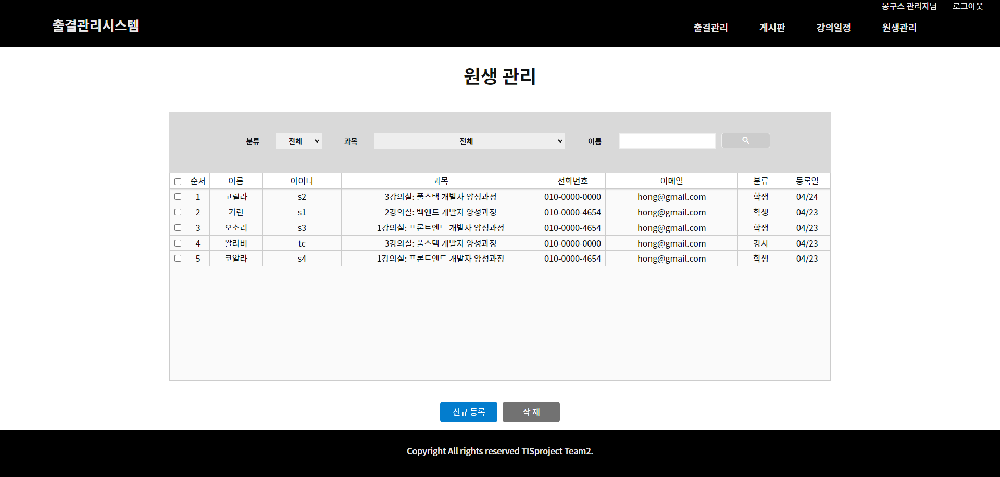 몽구스 관리자님 로그아웃
출결관리시스템 출결관리 게시판 강의일정 원생관리
원생 관리
분류 전체 과목 전체 이름
순서 이름 아이디 과목 전화번호 이메일 분류 등록일
1 고릴라 s2 3강의실: 풀스택 개발자 양성과정 010-0000-0000 hong@gmail.com 학생 04/24
2 기린 s1 2강의실: 백엔드 개발자 양성과정 010-0000-4654 hong@gmail.com 학생 04/23
3 오소리 s3 1강의실: 프론트엔드 개발자 양성과정 010-0000-4654 hong@gmail.com 학생 04/23
4 왈라비 tc 3강의실: 풀스택 개발자 양성과정 010-0000-0000 hong@gmail.com 강사 04/23
5 코알라 s4 1강의실: 프론트엔드 개발자 양성과정 010-0000-4654 hong@gmail.com 학생 04/23
신규 등록 삭 제
Copyright All rights reserved TISproject Team2.